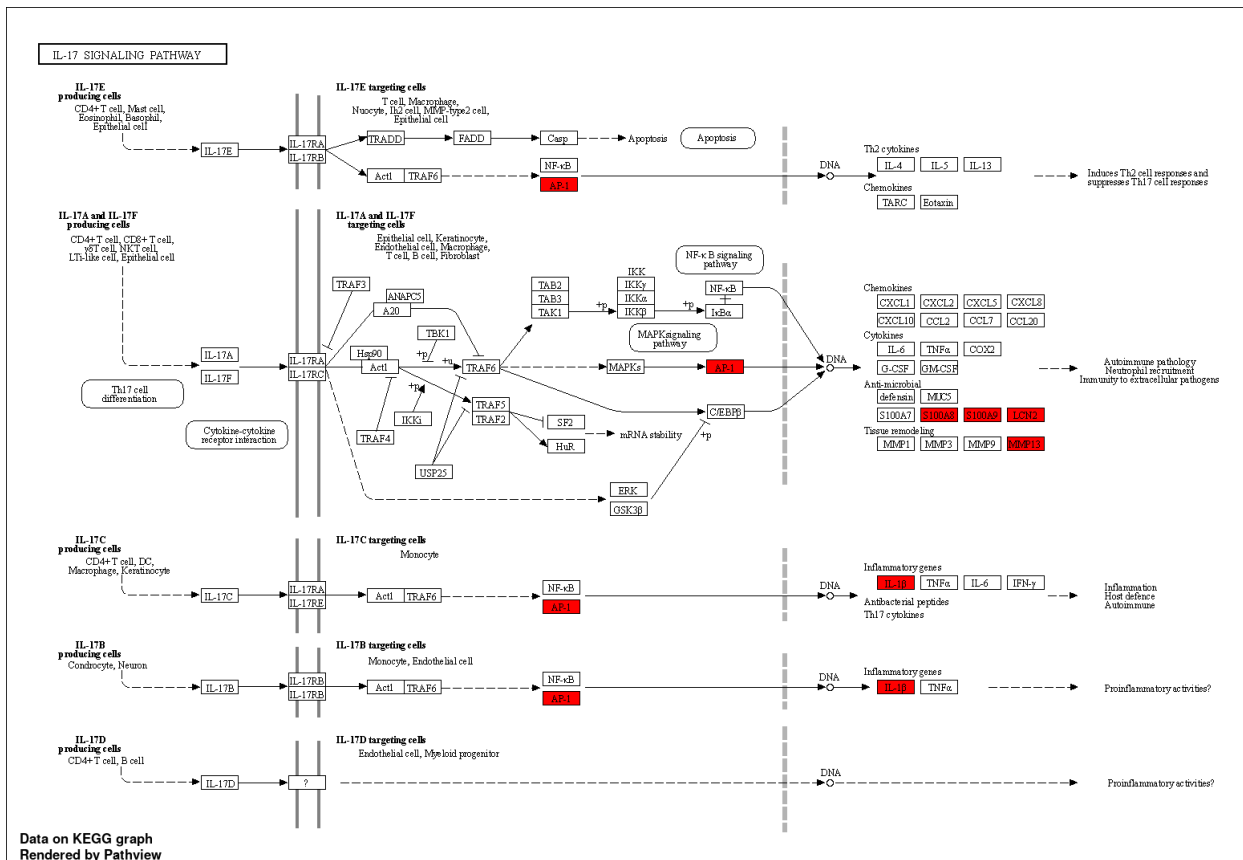 IL-17 SIGNALING PATHWAY
IL-17E
producing cells
CD4+ T cell, Mast cell,
Eosinophil, Basophil,
Epithelial cell
IL-17E
IL-17RA
IL-17RB
IL-17E targeting cells
T cell, Macrophage,
Nuocyte, Ih2 cell, MMP-type2 cell,
Epithelial cell
TRADD
FADD
Casp
Apoptosis
Apoptosis
Act1
TRAF6
NF-κB
AP-1
DNA
Th2 cytokines
IL-4
IL-5
IL-13
Chemokines
TARC
Eotaxin
Induces Th2 cell responses and
suppresses Th17 cell responses
IL-17A and IL-17F
producing cells
CD4+ T cell, CD8+ T cell,
γδT cell, NKT cell,
LTi-like cell, Epithelial cell
IL-17A
IL-17F
IL-17RA
IL-17RC
Th17 cell
differentiation
Cytokine-cytokine
receptor interaction
IL-17A and IL-17F
targeting cells
Epithelial cell, Keratinocyte,
Endothelial cell, Macrophage,
T cell, B cell, Fibroblast
TRAF3
ANAPC5
A20
TBK1
+p
+u
Hsp90
Act1
TRAF6
+p
IKKi
TRAF4
TRAF5
TRAF2
USP25
SF2
HuR
mRNA stability
TAB2
TAB3
TAK1
+p
IKK
IKKγ
IKKα
IKKβ
+p
NF-κB
IκBα
NF-κ B signaling
pathway
MAPK signaling
pathway
MAPKs
AP-1
C/EBPβ
+p
ERK
GSK3β
DNA
Chemokines
CXCL1
CXCL2
CXCL5
CXCL8
CXCL10
CCL2
CCL7
CCL20
Cytokines
IL-6
TNFα
COX2
G-CSF
GM-CSF
Anti-microbial
defensin
MUC5
S100A7
S100A8
S100A9
LCN2
Tissue remodeling
MMP1
MMP3
MMP9
MMP13
Autoimmune pathology
Neutrophil recruitment
Immunity to extracellular pathogens
IL-17C
producing cells
CD4+ T cell, DC,
Macrophage, Keratinocyte
IL-17C
IL-17RA
IL-17RE
IL-17C targeting cells
Monocyte
Act1
TRAF6
NF-κB
AP-1
DNA
Inflammatory genes
IL-1β
TNFα
IL-6
IFN-γ
Antibacterial peptides
Th17 cytokines
Inflammation
Host defence
Autoimmune
IL-17B
producing cells
Condrocyte, Neuron
IL-17B
IL-17RB
IL-17RB
IL-17B targeting cells
Monocyte, Endothelial cell
Act1
TRAF6
NF-κB
AP-1
DNA
Inflammatory genes
IL-1β
TNFα
Proinflammatory activities?
IL-17D
producing cells
CD4+ T cell, B cell
IL-17D
?
IL-17D targeting cells
Endothelial cell, Myeloid progenitor
DNA
Proinflammatory activities?
Data on KEGG graph
Rendered by Pathview